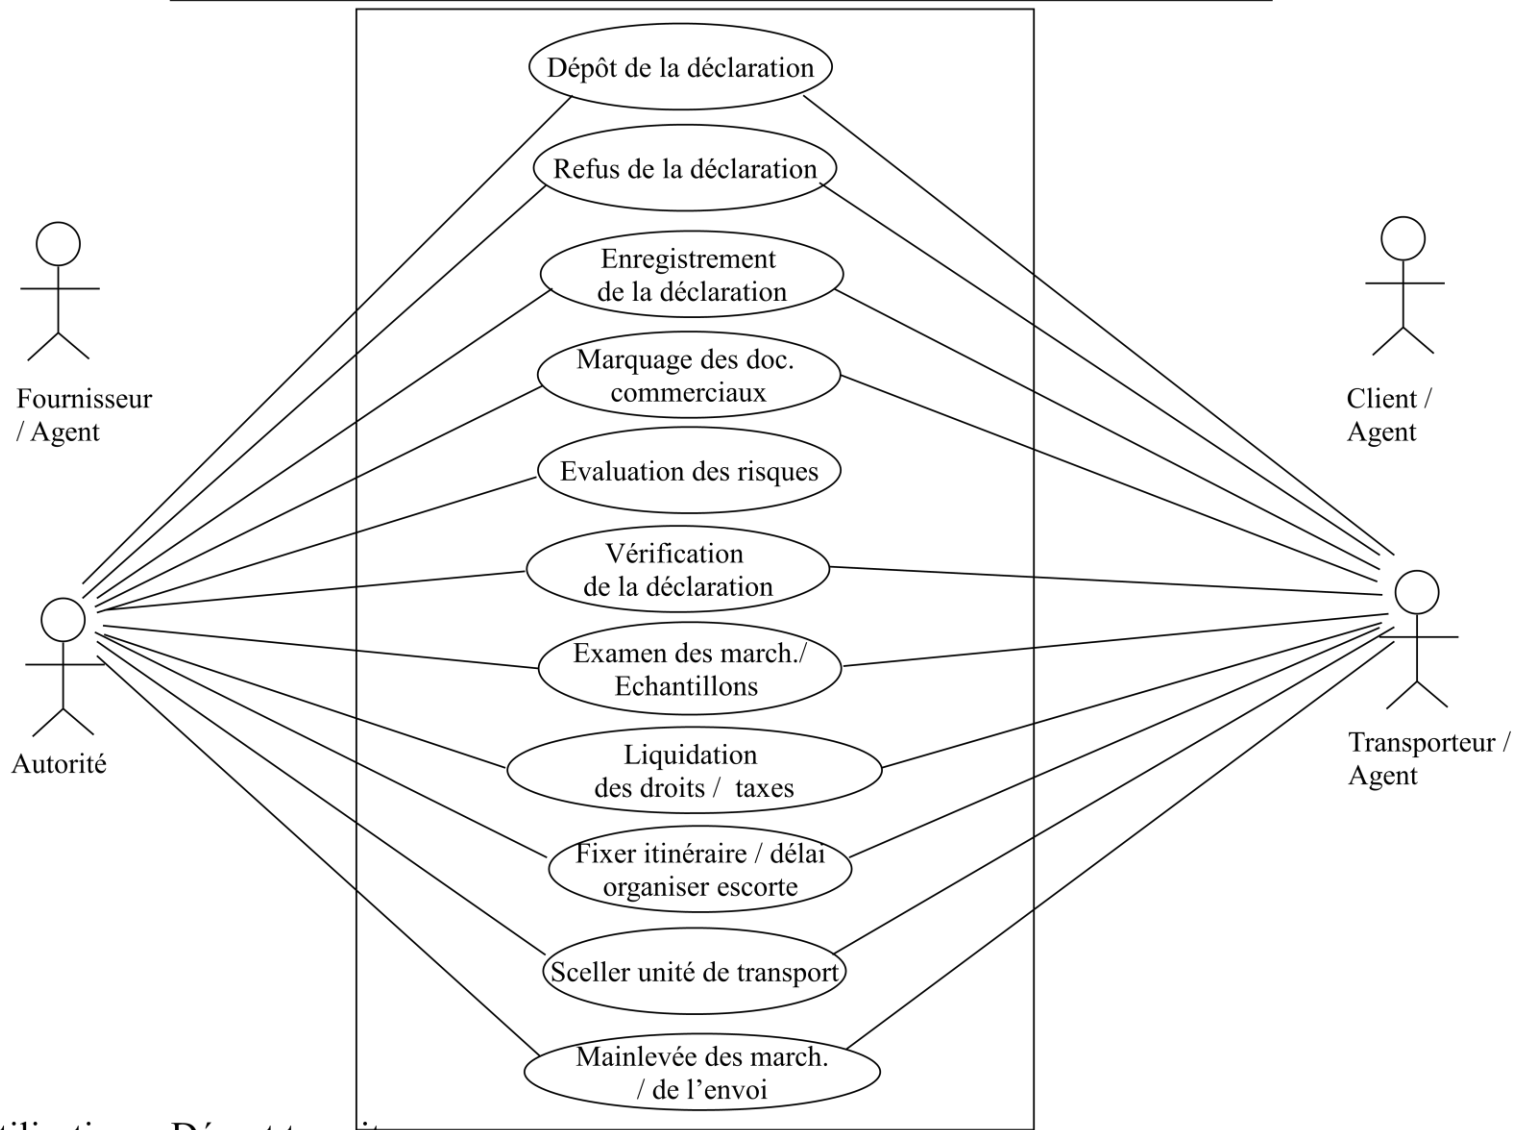 Dépôt de la déclaration
Refus de la déclaration
Enregistrement
de la déclaration
Marquage des doc.
commerciaux
Evaluation des risques
Vérification
de la déclaration
Examen des march./
Echantillons
Liquidation
des droits / taxes
Fixer itinéraire / délai
organiser escorte
Sceller unité de transport
Mainlevée des march.
/ de l’envoi
Fournisseur
/ Agent
Autorité
Client /
Agent
Transporteur /
Agent